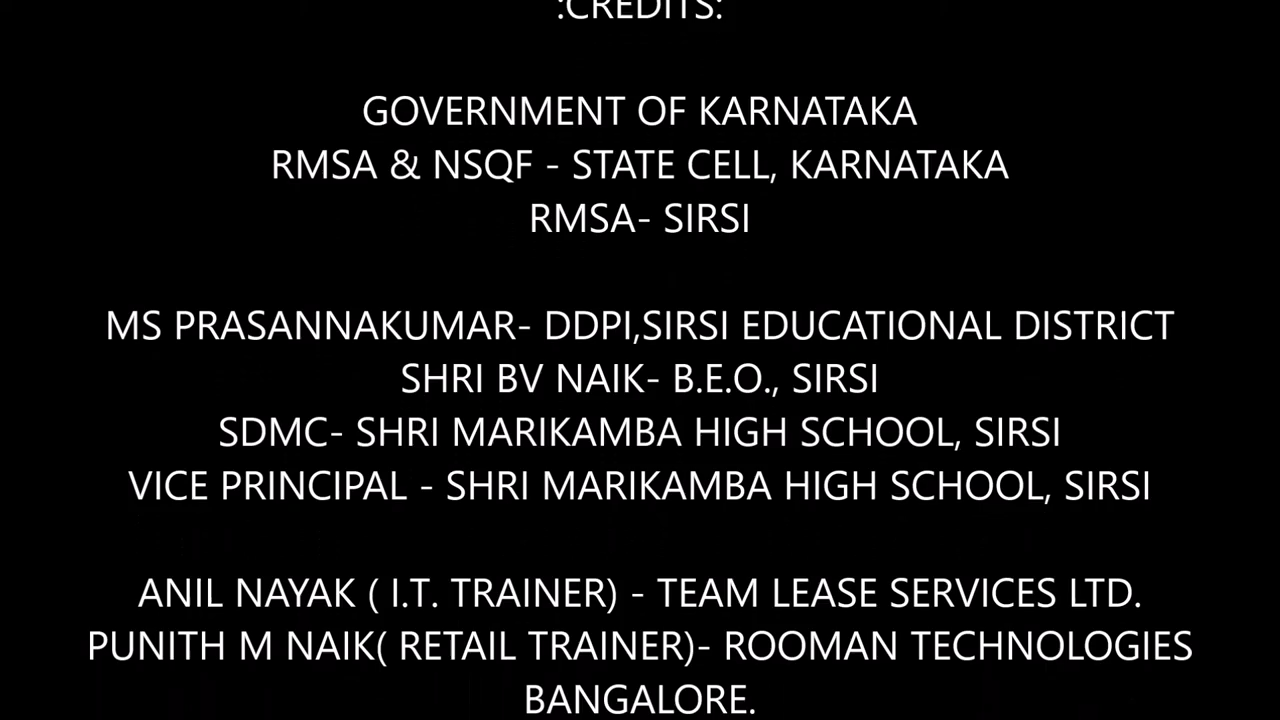 :CREDITS:
GOVERNMENT OF KARNATAKA
RMSA & NSQF - STATE CELL, KARNATAKA
RMSA- SIRSI
MS PRASANNAKUMAR- DDPI,SIRSI EDUCATIONAL DISTRICT
SHRI BV NAIK- B.E.O., SIRSI
SDMC- SHRI MARIKAMBA HIGH SCHOOL, SIRSI
VICE PRINCIPAL - SHRI MARIKAMBA HIGH SCHOOL, SIRSI
ANIL NAYAK ( I.T. TRAINER) - TEAM LEASE SERVICES LTD.
PUNITH M NAIK( RETAIL TRAINER)- ROOMAN TECHNOLOGIES
BANGALORE.